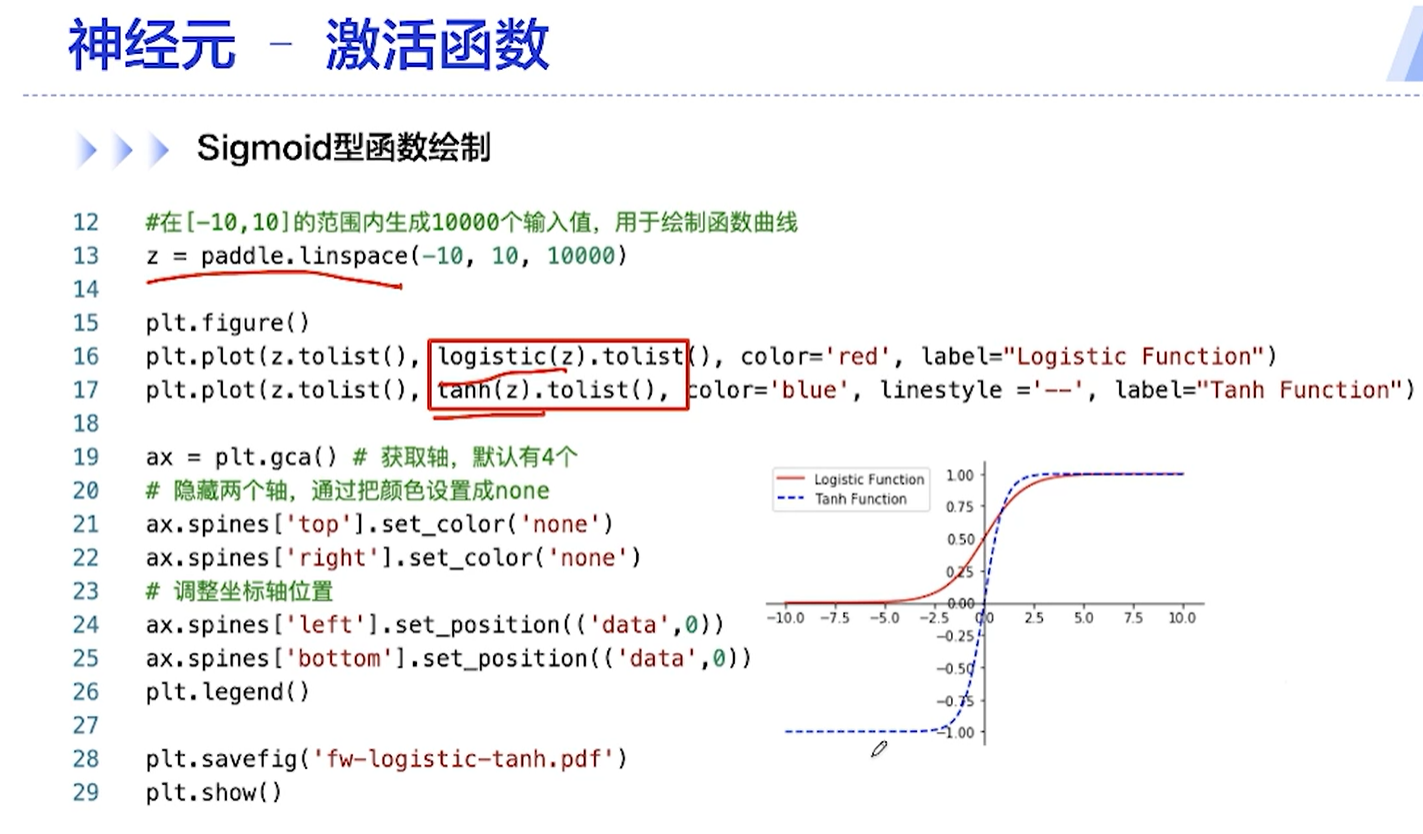 神经元 - 激活函数
Sigmoid型函数绘制
12 #在[-10,10]的范围内生成10000个输入值，用于绘制函数曲线
13 z = paddle.linspace(-10, 10, 10000)
14
15 plt.figure()
16 plt.plot(z.tolist(), logistic(z).tolist(), color='red', label="Logistic Function")
17 plt.plot(z.tolist(), tanh(z).tolist(), color='blue', linestyle ='--', label="Tanh Function")
18
19 ax = plt.gca() # 获取轴，默认有4个
20 # 隐藏两个轴，通过把颜色设置成none
21 ax.spines['top'].set_color('none')
22 ax.spines['right'].set_color('none')
23 # 调整坐标轴位置
24 ax.spines['left'].set_position(('data',0))
25 ax.spines['bottom'].set_position(('data',0))
26 plt.legend()
27
28 plt.savefig('fw-logistic-tanh.pdf')
29 plt.show()
Logistic Function
Tanh Function
1.00
0.75
0.50
0.25
0.00
−10.0 −7.5 −5.0 −2.5 0.0 2.5 5.0 7.5 10.0
−0.25
−0.50
−0.75
−1.00